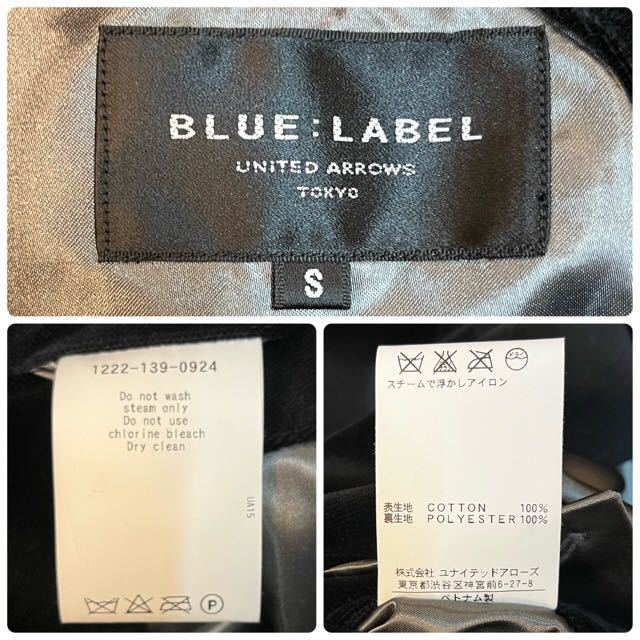 BLUE:LABEL
UNITED ARROWS
TOKYO
S
1222-139-0924
Do not wash
steam only
Do not use
chlorine bleach
Dry clean
UA15
P
ドライ
スチームで浮かしアイロン
表生地 COTTON 100%
裏生地 POLYESTER 100%
株式会社 ユナイテッドアローズ
東京都渋谷区神宮前6-27-8
ベトナム製